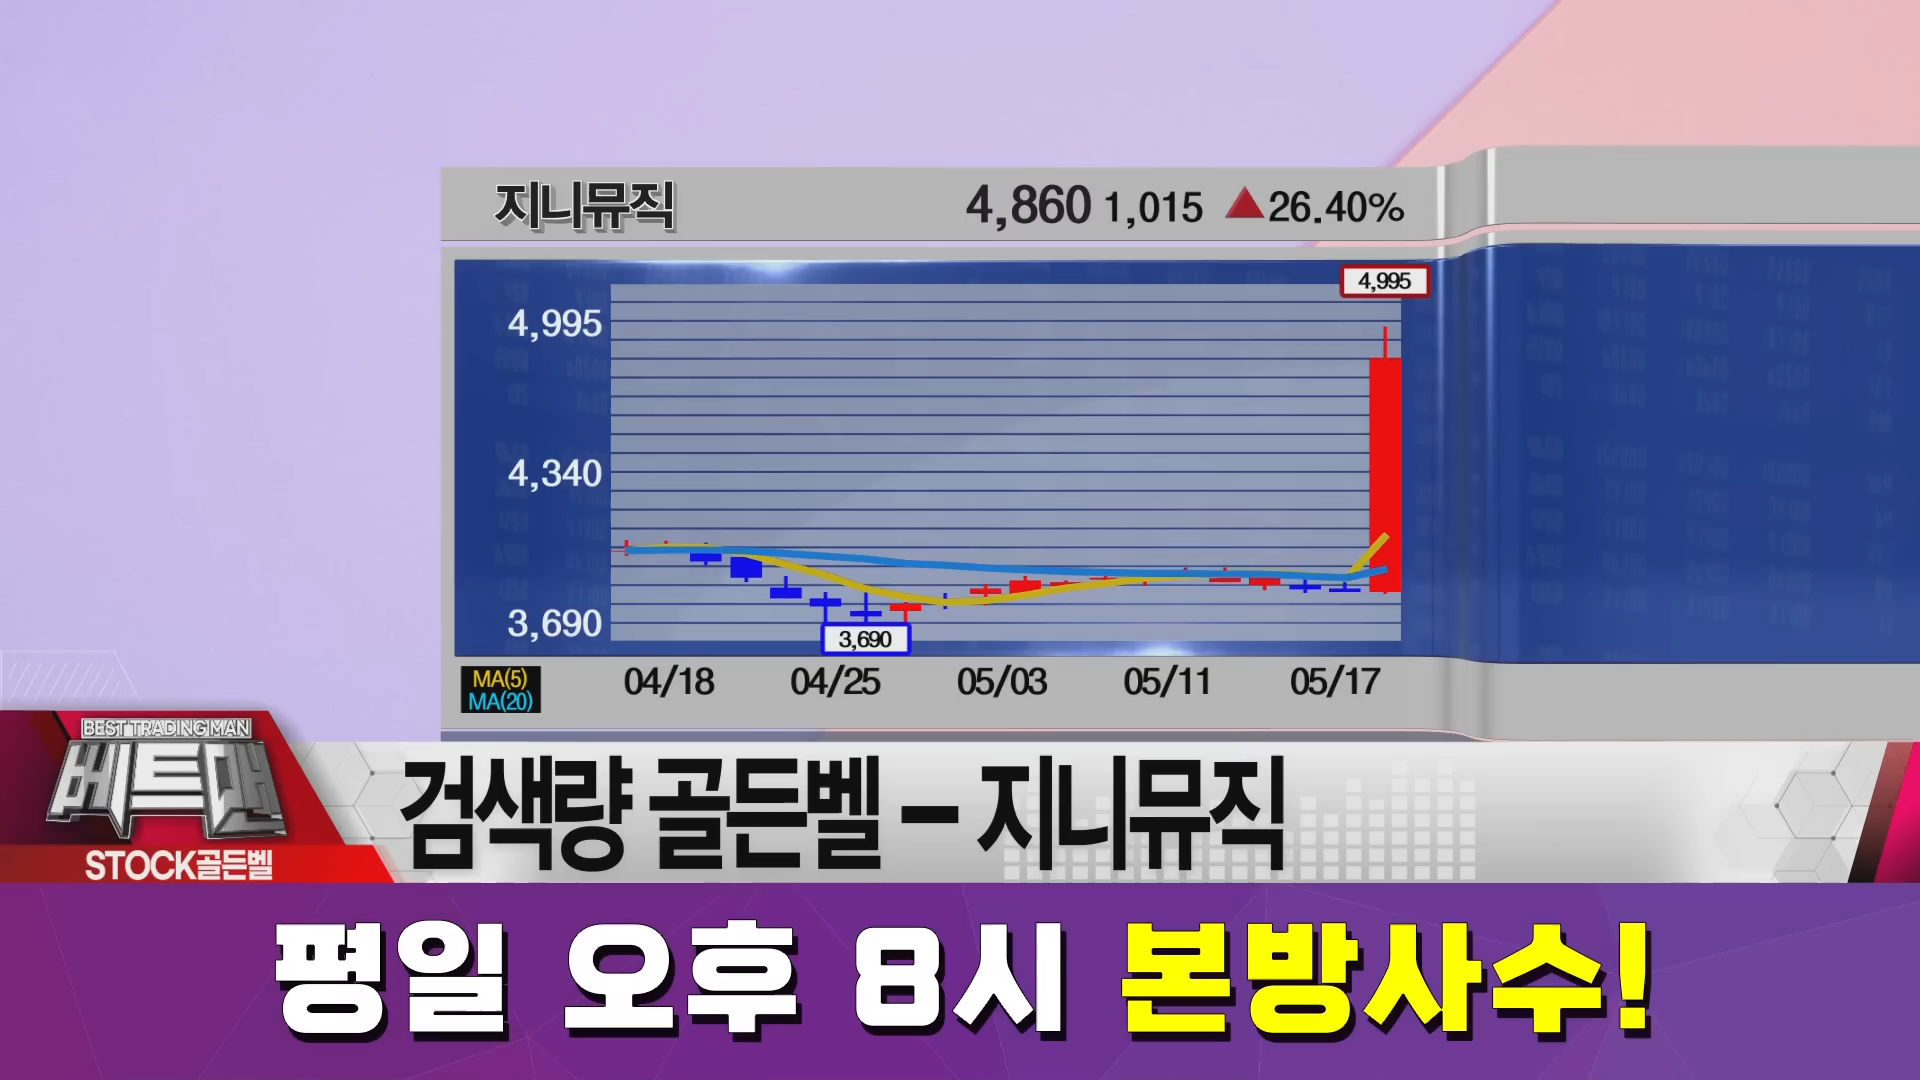 지니뮤직 4,860 1,015 ▲26.40%
4,995
4,995
4,340
3,690
3,690
MA(5)
MA(20)
04/18 04/25 05/03 05/11 05/17
BEST TRADING MAN
베트맨
STOCK골든벨
검색량 골든벨 – 지니뮤직
평일 오후 8시 본방사수!